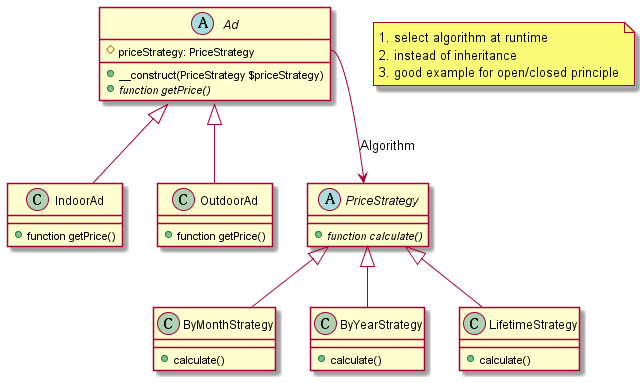 A Ad
priceStrategy: PriceStrategy
__construct(PriceStrategy $priceStrategy)
function getPrice()
1. select algorithm at runtime
2. instead of inheritance
3. good example for open/closed principle
Algorithm
C IndoorAd
function getPrice()
C OutdoorAd
function getPrice()
A PriceStrategy
function calculate()
C ByMonthStrategy
calculate()
C ByYearStrategy
calculate()
C LifetimeStrategy
calculate()